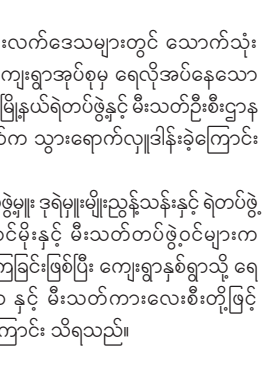 းလက်ဒေသများတွင် သောက်သုံး
ကျေးရွာအုပ်စုမှ ရေလိုအပ်နေသော
မြို့နယ်ရဲတပ်ဖွဲ့နှင့် မီးသတ်ဦးစီးဌာန
က သွားရောက်လှူဒါန်းခဲ့ကြောင်း
ဖွဲ့မှူး ဒုရဲမှူးမျိုးညွန့်သန်းနှင့် ရဲတပ်ဖွဲ့
င်မိုးနှင့် မီးသတ်တပ်ဖွဲ့ဝင်များက
ကြခြင်းဖြစ်ပြီး ကျေးရွာနှစ်ရွာသို့ ရေ
နှင့် မီးသတ်ကားလေးစီးတို့ဖြင့်
ကြောင်း သိရသည်။